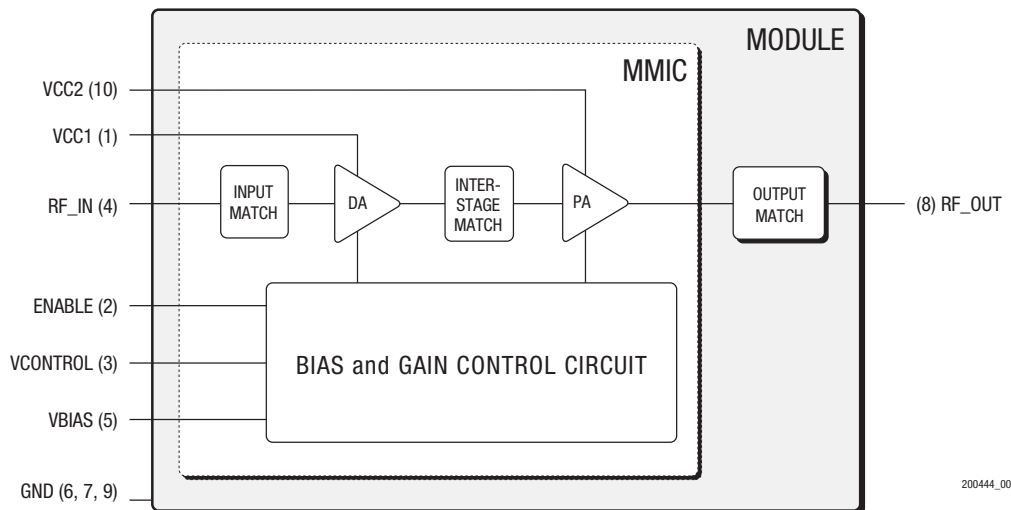 MODULE
MMIC
VCC2 (10)
VCC1 (1)
RF_IN (4)
INPUT
MATCH
DA
INTER-
STAGE
MATCH
PA
OUTPUT
MATCH
(8) RF_OUT
ENABLE (2)
VCONTROL (3)
BIAS and GAIN CONTROL CIRCUIT
VBIAS (5)
GND (6, 7, 9)
200444_00